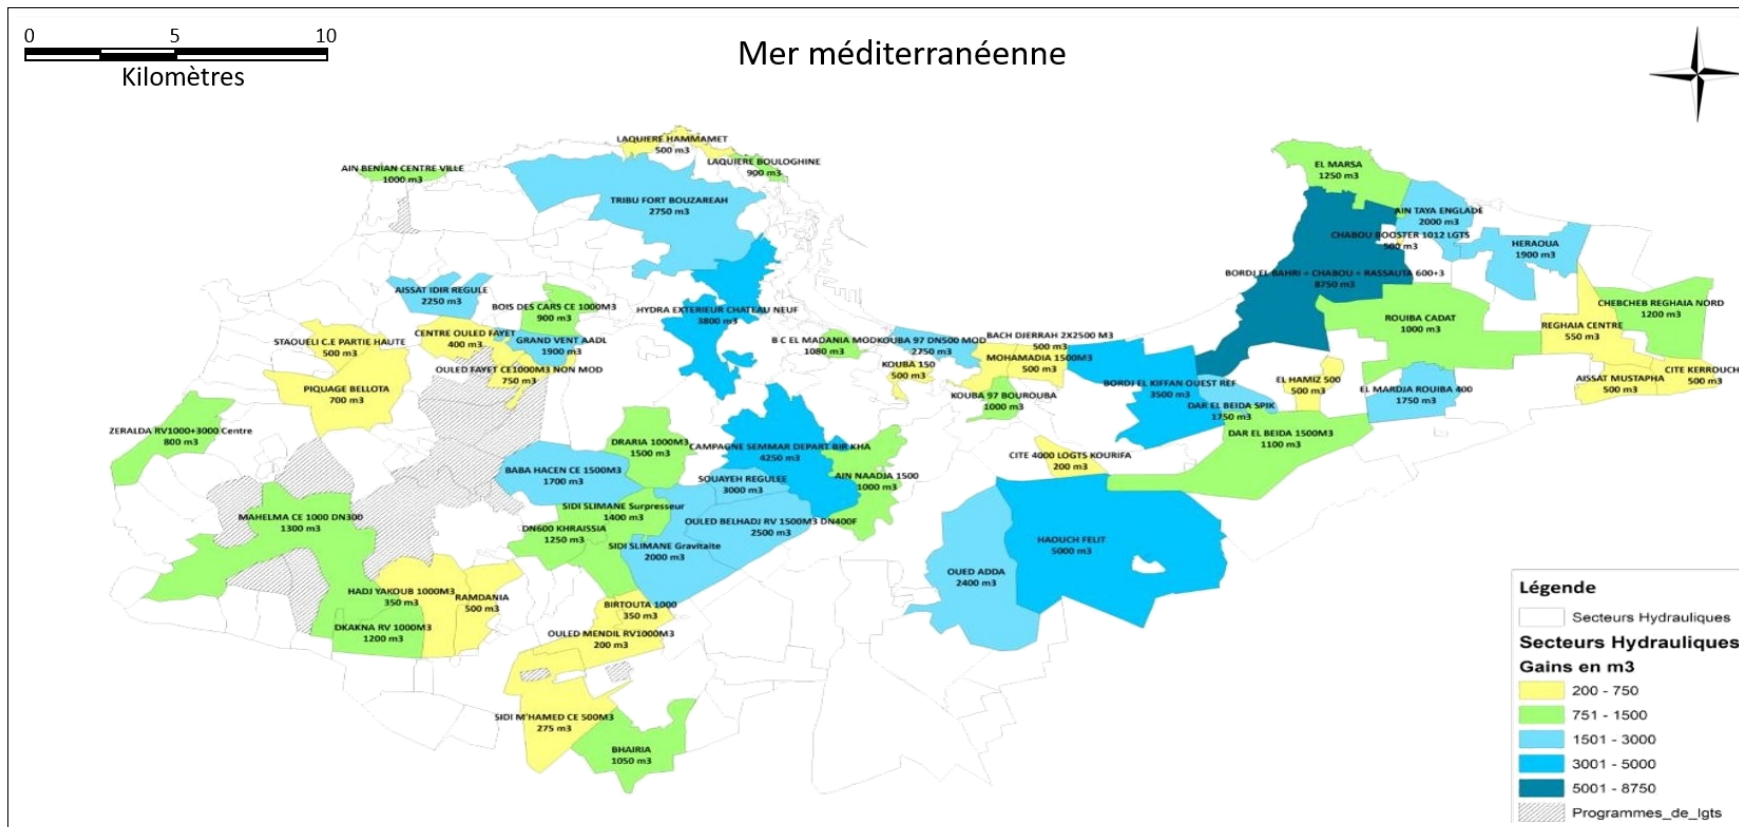 0 5 10
Kilomètres
Mer méditerranéenne
LAQUIERE HAMMAMET
500 m3
LAQUIERE BOULOGHINE
900 m3
AIN BENIAN CENTRE VILLE
1000 m3
TRIBU FORT BOUZAREAH
2750 m3
EL MARSA
1250 m3
AIN TAYA ENGLADE
2000 m3
CHABOU BOOSTER 1012 LGTS
500 m3
HERAOUA
1900 m3
BORDJ EL BAHRI + CHABOU + RASSAUTA 600+3
8750 m3
AISSAT IDIR REGULE
2250 m3
BOIS DES CARS CE 1000M3
900 m3
HYDRA EXTERIEUR CHATEAU NEUF
3800 m3
CHEBCHEB REGHAIA NORD
1200 m3
ROUIBA CADAT
1000 m3
REGHAIA CENTRE
550 m3
STAOUELI C.E PARTIE HAUTE
500 m3
CENTRE OULED FAYET
400 m3
GRAND VENT AADL
1900 m3
B C EL MADANIA MOD
1080 m3
KOUBA 97 DN500 MOD
2750 m3
BACH DJERRAH 2X2500 M3
500 m3
MOHAMADIA 1500M3
500 m3
OULED FAYET CE1000M3 NON MOD
750 m3
KOUBA 150
500 m3
PIQUAGE BELLOTA
700 m3
KOUBA 97 BOUROUBA
1000 m3
BORDJ EL KIFFAN OUEST REF
3500 m3
EL HAMIZ 500
500 m3
EL MARDJA ROUIBA 400
1750 m3
AISSAT MUSTAPHA
500 m3
CITE KERROUCH
500 m3
DAR EL BEIDA SPIK
1750 m3
ZERALDA RV1000+3000 Centre
800 m3
DAR EL BEIDA 1500M3
1100 m3
DRARIA 1000M3
1500 m3
CAMPAGNE SEMMAR DEPART BIR KHA
4250 m3
CITE 4000 LOGTS KOURIFA
200 m3
BABA HACEN CE 1500M3
1700 m3
SOUAYEH REGULEE
3000 m3
AIN NAADJA 1500
1000 m3
SIDI SLIMANE Surpresseur
1400 m3
MAHELMA CE 1000 DN300
1300 m3
DN600 KHRAISSIA
1250 m3
OULED BELHADJ RV 1500M3 DN400F
2500 m3
SIDI SLIMANE Gravitaite
2000 m3
HAOUCH FELIT
5000 m3
OUED ADDA
2400 m3
HADJ YAKOUB 1000M3
350 m3
RAMDANIA
500 m3
BIRTOUTA 1000
350 m3
DKAKNA RV 1000M3
1200 m3
OULED MENDIL RV1000M3
200 m3
SIDI M'HAMED CE 500M3
275 m3
BHAIRIA
1050 m3
Légende
Secteurs Hydrauliques
Secteurs Hydrauliques
Gains en m3
200 - 750
751 - 1500
1501 - 3000
3001 - 5000
5001 - 8750
Programmes_de_lgts